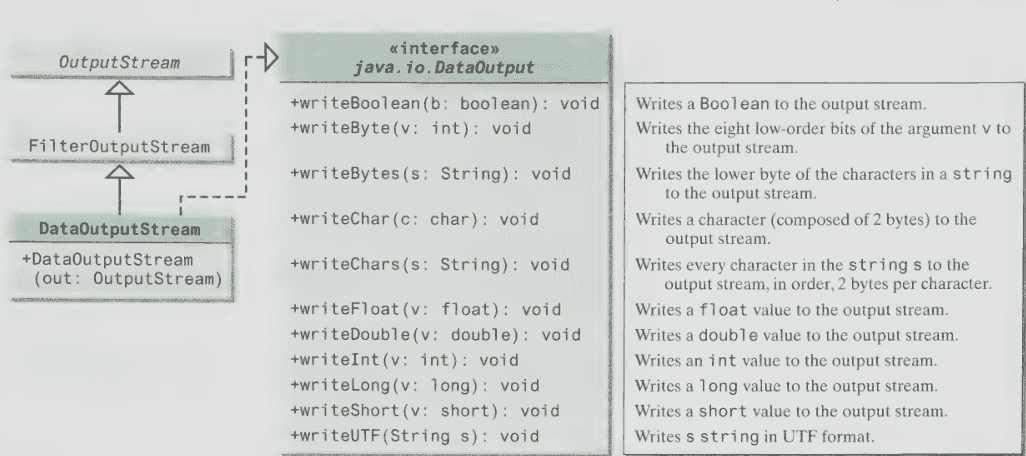 OutputStream
FilterOutputStream
DataOutputStream
+DataOutputStream
(out: OutputStream)
«interface»
java.io.DataOutput
+writeBoolean(b: boolean): void
+writeByte(v: int): void
+writeBytes(s: String): void
+writeChar(c: char): void
+writeChars(s: String): void
+writeFloat(v: float): void
+writeDouble(v: double): void
+writeInt(v: int): void
+writeLong(v: long): void
+writeShort(v: short): void
+writeUTF(String s): void
Writes a Boolean to the output stream.
Writes the eight low-order bits of the argument v to
the output stream.
Writes the lower byte of the characters in a string
to the output stream.
Writes a character (composed of 2 bytes) to the
output stream.
Writes every character in the string s to the
output stream, in order, 2 bytes per character.
Writes a float value to the output stream.
Writes a double value to the output stream.
Writes an int value to the output stream.
Writes a long value to the output stream.
Writes a short value to the output stream.
Writes s string in UTF format.